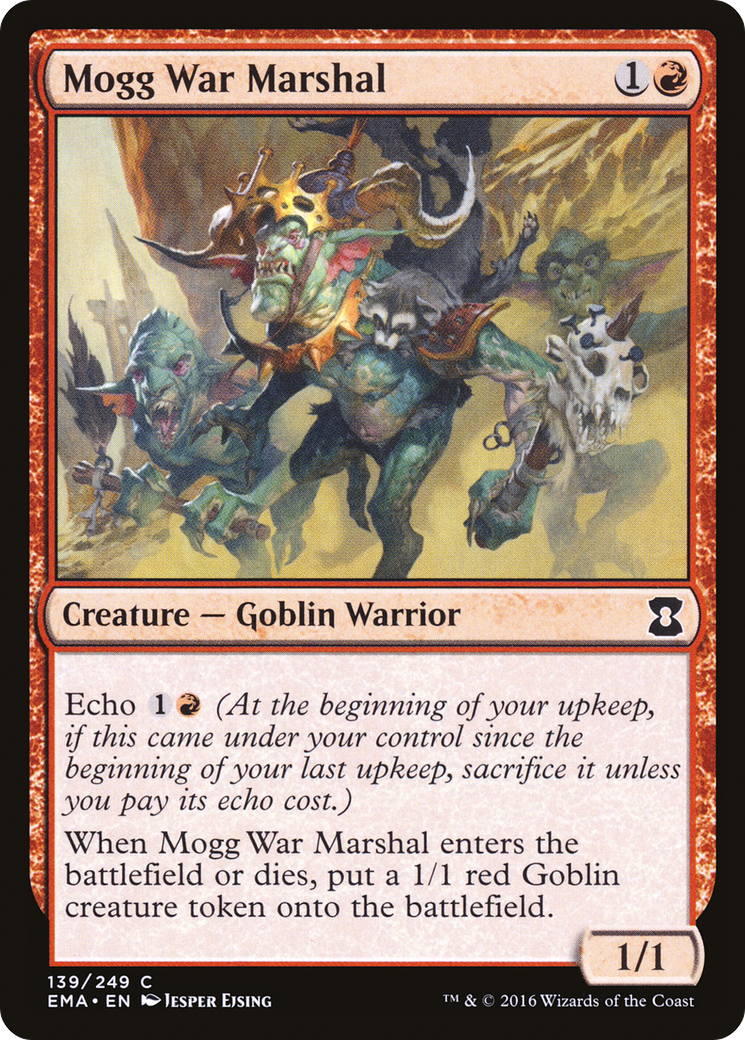 Mogg War Marshal 1
Creature — Goblin Warrior
Echo 1 (At the beginning of your upkeep,
if this came under your control since the
beginning of your last upkeep, sacrifice it unless
you pay its echo cost.)
When Mogg War Marshal enters the
battlefield or dies, put a 1/1 red Goblin
creature token onto the battlefield.
1/1
139/249 C
EMA • EN Jesper Ejsing ™ & © 2016 Wizards of the Coast